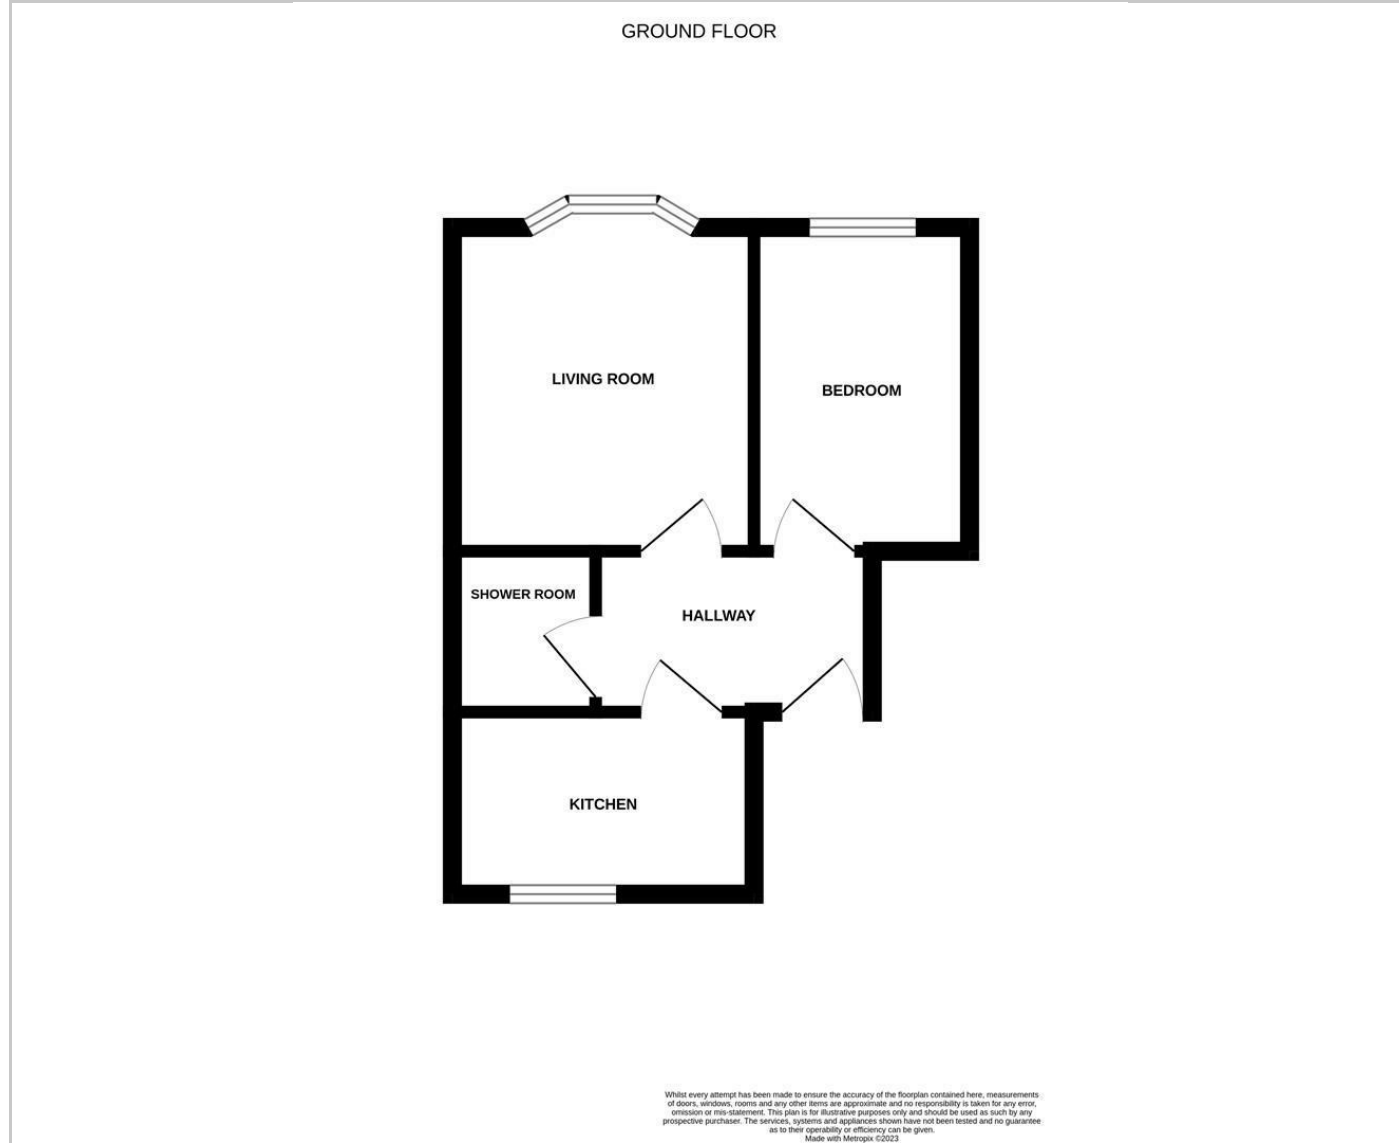 GROUND FLOOR
LIVING ROOM
BEDROOM
SHOWER ROOM
HALLWAY
KITCHEN
Whilst every attempt has been made to ensure the accuracy of the floorplan contained here, measurements
of doors, windows, rooms and any other items are approximate and no responsibility is taken for any error,
omission or mis-statement. This plan is for illustrative purposes only and should be used as such by any
prospective purchaser. The services, systems and appliances shown have not been tested and no guarantee
as to their operability or efficiency can be given.
Made with Metropix ©2023